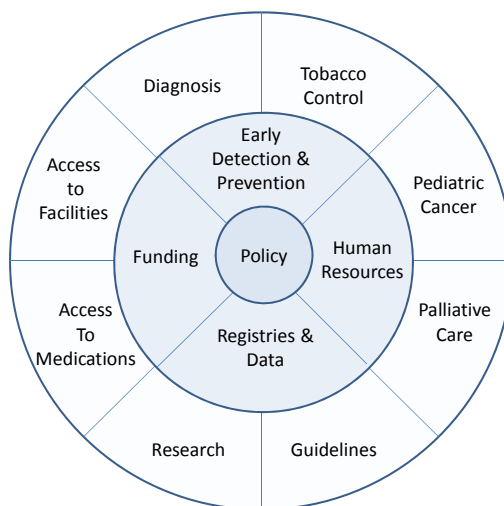 Diagnosis
Tobacco
Control
Early
Detection &
Prevention
Access
to
Facilities
Pediatric
Cancer
Funding
Policy
Human
Resources
Access
To
Medications
Palliative
Care
Registries &
Data
Research
Guidelines